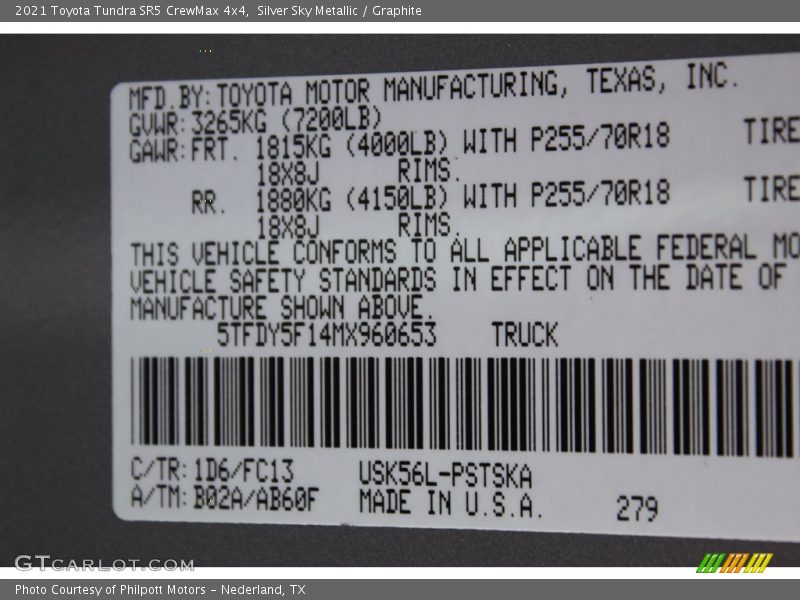 2021 Toyota Tundra SR5 CrewMax 4x4, Silver Sky Metallic / Graphite
MFD.BY: TOYOTA MOTOR MANUFACTURING, TEXAS, INC.
GVWR: 3265KG (7200LB)
GAWR: FRT. 1815KG (4000LB) WITH P255/70R18 TIRE
18X8J RIMS.
RR. 1880KG (4150LB) WITH P255/70R18 TIRE
18X8J RIMS.
THIS VEHICLE CONFORMS TO ALL APPLICABLE FEDERAL MO
VEHICLE SAFETY STANDARDS IN EFFECT ON THE DATE OF
MANUFACTURE SHOWN ABOVE.
5TFDY5F14MX960653 TRUCK
C/TR: 1D6/FC13 USK56L-PSTSKA
A/TM: B02A/AB60F MADE IN U.S.A. 279
GTCARLOT.COM
Photo Courtesy of Philpott Motors - Nederland, TX